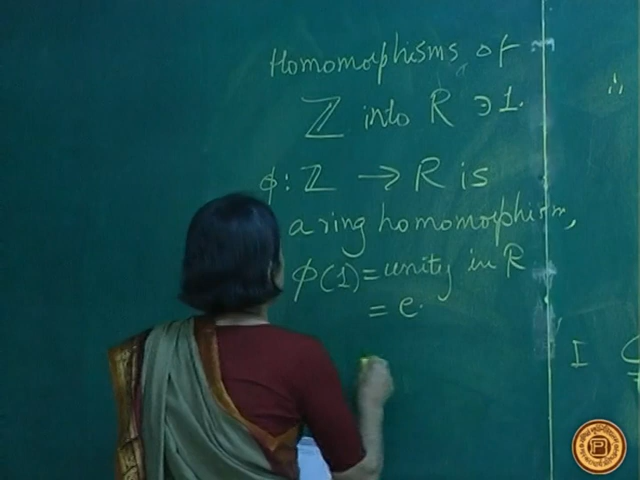 Homomorphisms of
ℤ into R ∋ 1.
φ: ℤ → R is
a ring homomorphism,
φ(1) = unity in R
= e.
∴
I